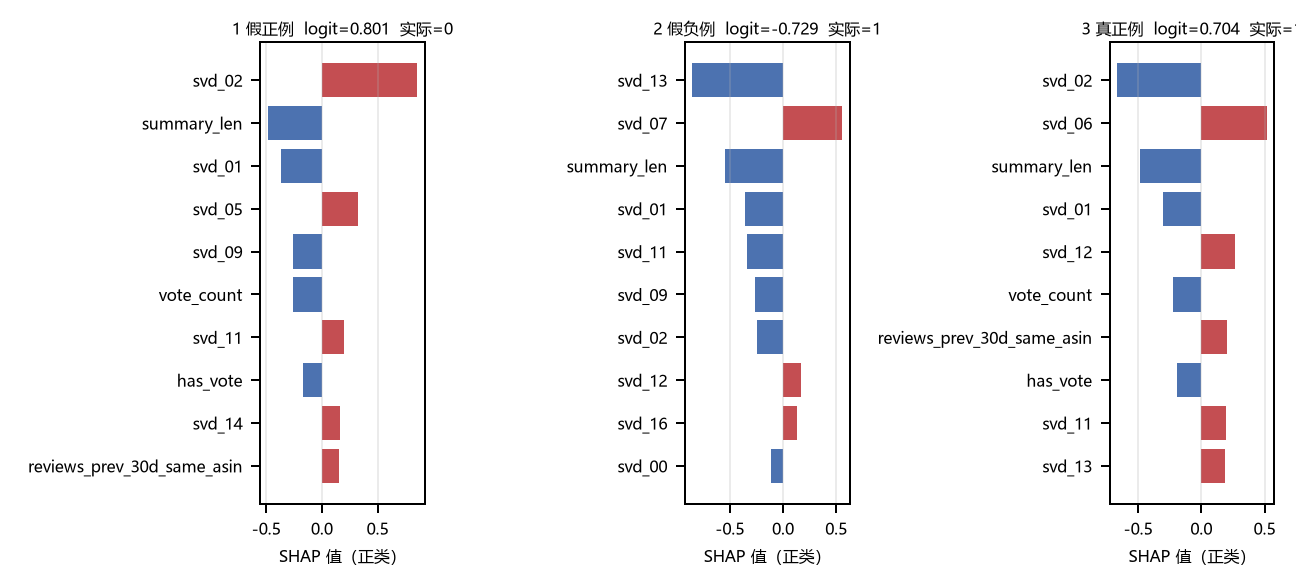 1 假正例 logit=0.801 实际=0
svd_02
summary_len
svd_01
svd_05
svd_09
vote_count
svd_11
has_vote
svd_14
reviews_prev_30d_same_asin
-0.5 0.0 0.5
SHAP 值（正类）
2 假负例 logit=-0.729 实际=1
svd_13
svd_07
summary_len
svd_01
svd_11
svd_09
svd_02
svd_12
svd_16
svd_00
-0.5 0.0 0.5
SHAP 值（正类）
3 真正例 logit=0.704 实际=1
svd_02
svd_06
summary_len
svd_01
svd_12
vote_count
reviews_prev_30d_same_asin
has_vote
svd_11
svd_13
-0.5 0.0 0.5
SHAP 值（正类）